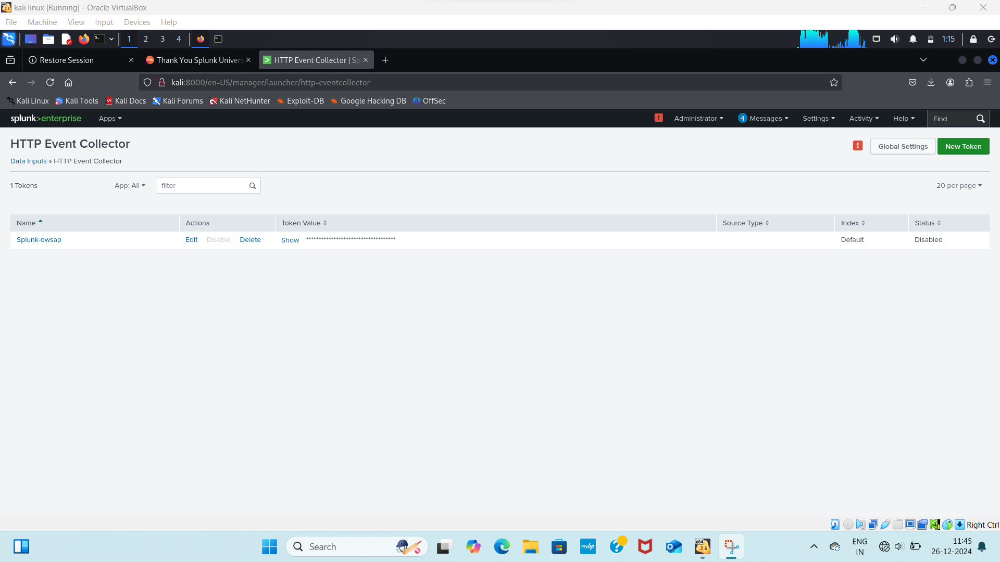 kali linux [Running] - Oracle VirtualBox
File Machine View Input Devices Help
1 2 3 4 1:15
Restore Session
Thank You Splunk Univers
HTTP Event Collector | Sp
kali:8000/en-US/manager/launcher/http-eventcollector
Kali Linux Kali Tools Kali Docs Kali Forums Kali NetHunter Exploit-DB Google Hacking DB OffSec
splunk>enterprise Apps ! Administrator 4 Messages Settings Activity Help Find
HTTP Event Collector
! Global Settings New Token
Data Inputs » HTTP Event Collector
1 Tokens App: All filter 20 per page
Name Actions Token Value Source Type Index Status
Splunk-owsap Edit Disable Delete Show ************************************ Default Disabled
Right Ctrl
Search
myhp
x64
2.6
ENG
IN
11:45
26-12-2024